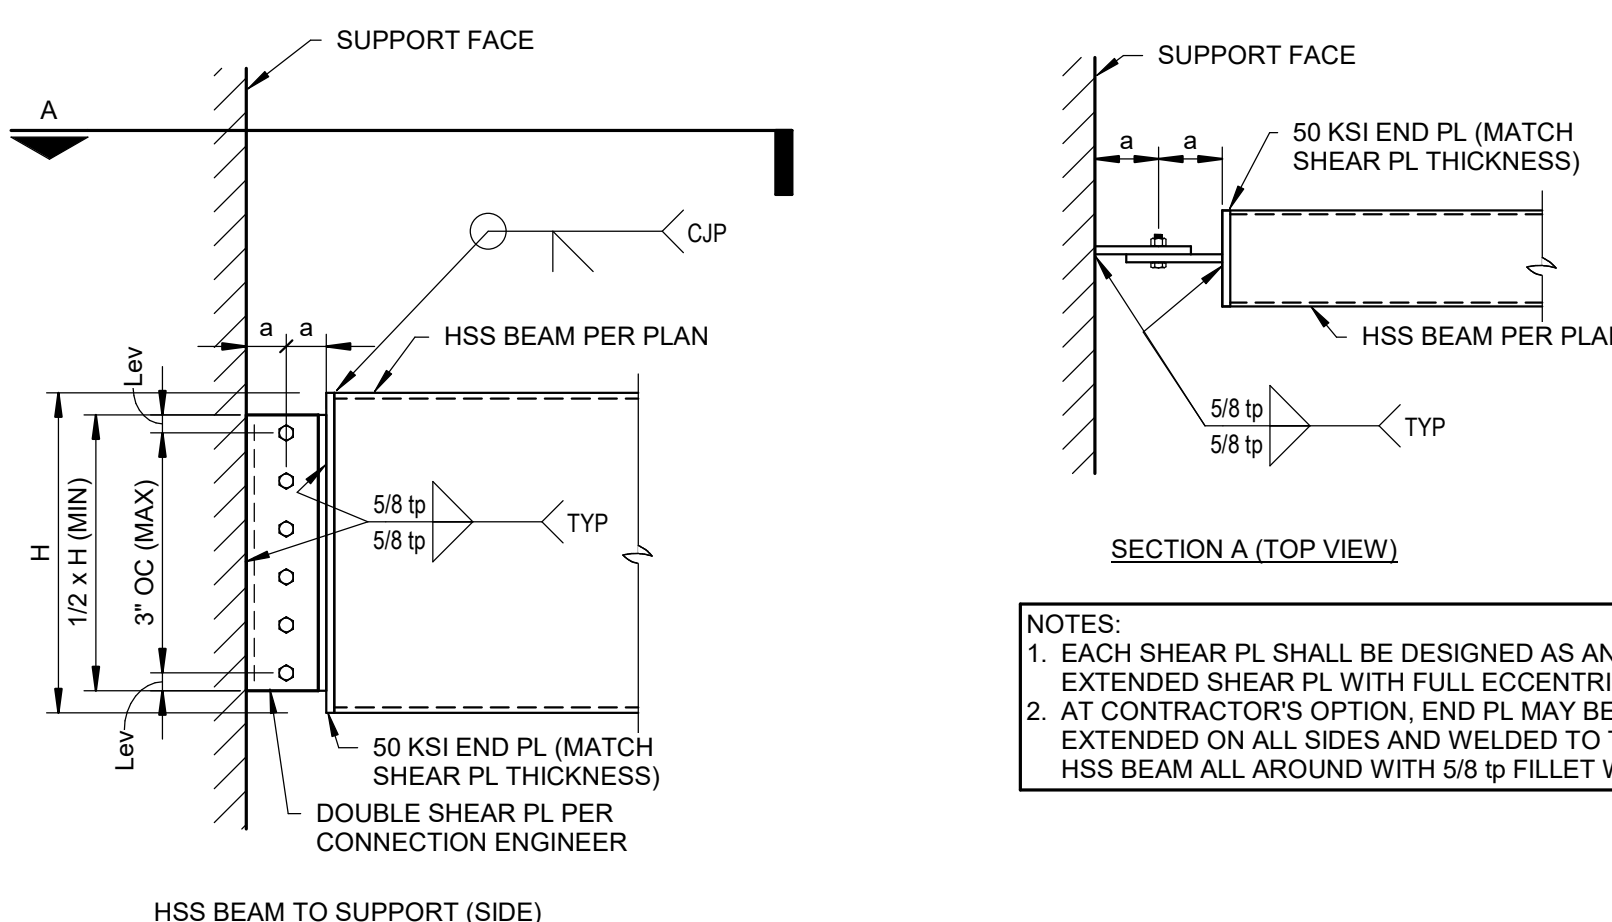 SUPPORT FACE
A
CJP
a a
HSS BEAM PER PLAN
Lev
H
1/2 x H (MIN)
3" OC (MAX)
5/8 tp
5/8 tp
TYP
Lev
50 KSI END PL (MATCH
SHEAR PL THICKNESS)
DOUBLE SHEAR PL PER
CONNECTION ENGINEER
HSS BEAM TO SUPPORT (SIDE)
SUPPORT FACE
50 KSI END PL (MATCH
SHEAR PL THICKNESS)
a a
HSS BEAM PER
5/8 tp
5/8 tp
TYP
SECTION A (TOP VIEW)
NOTES:
1. EACH SHEAR PL SHALL BE DESIGNED AS AN
EXTENDED SHEAR PL WITH FULL
2. AT CONTRACTOR'S OPTION, END PL MAY BE
EXTENDED ON ALL SIDES AND WELDED TO
HSS BEAM ALL AROUND WITH 5/8 tp FILLET